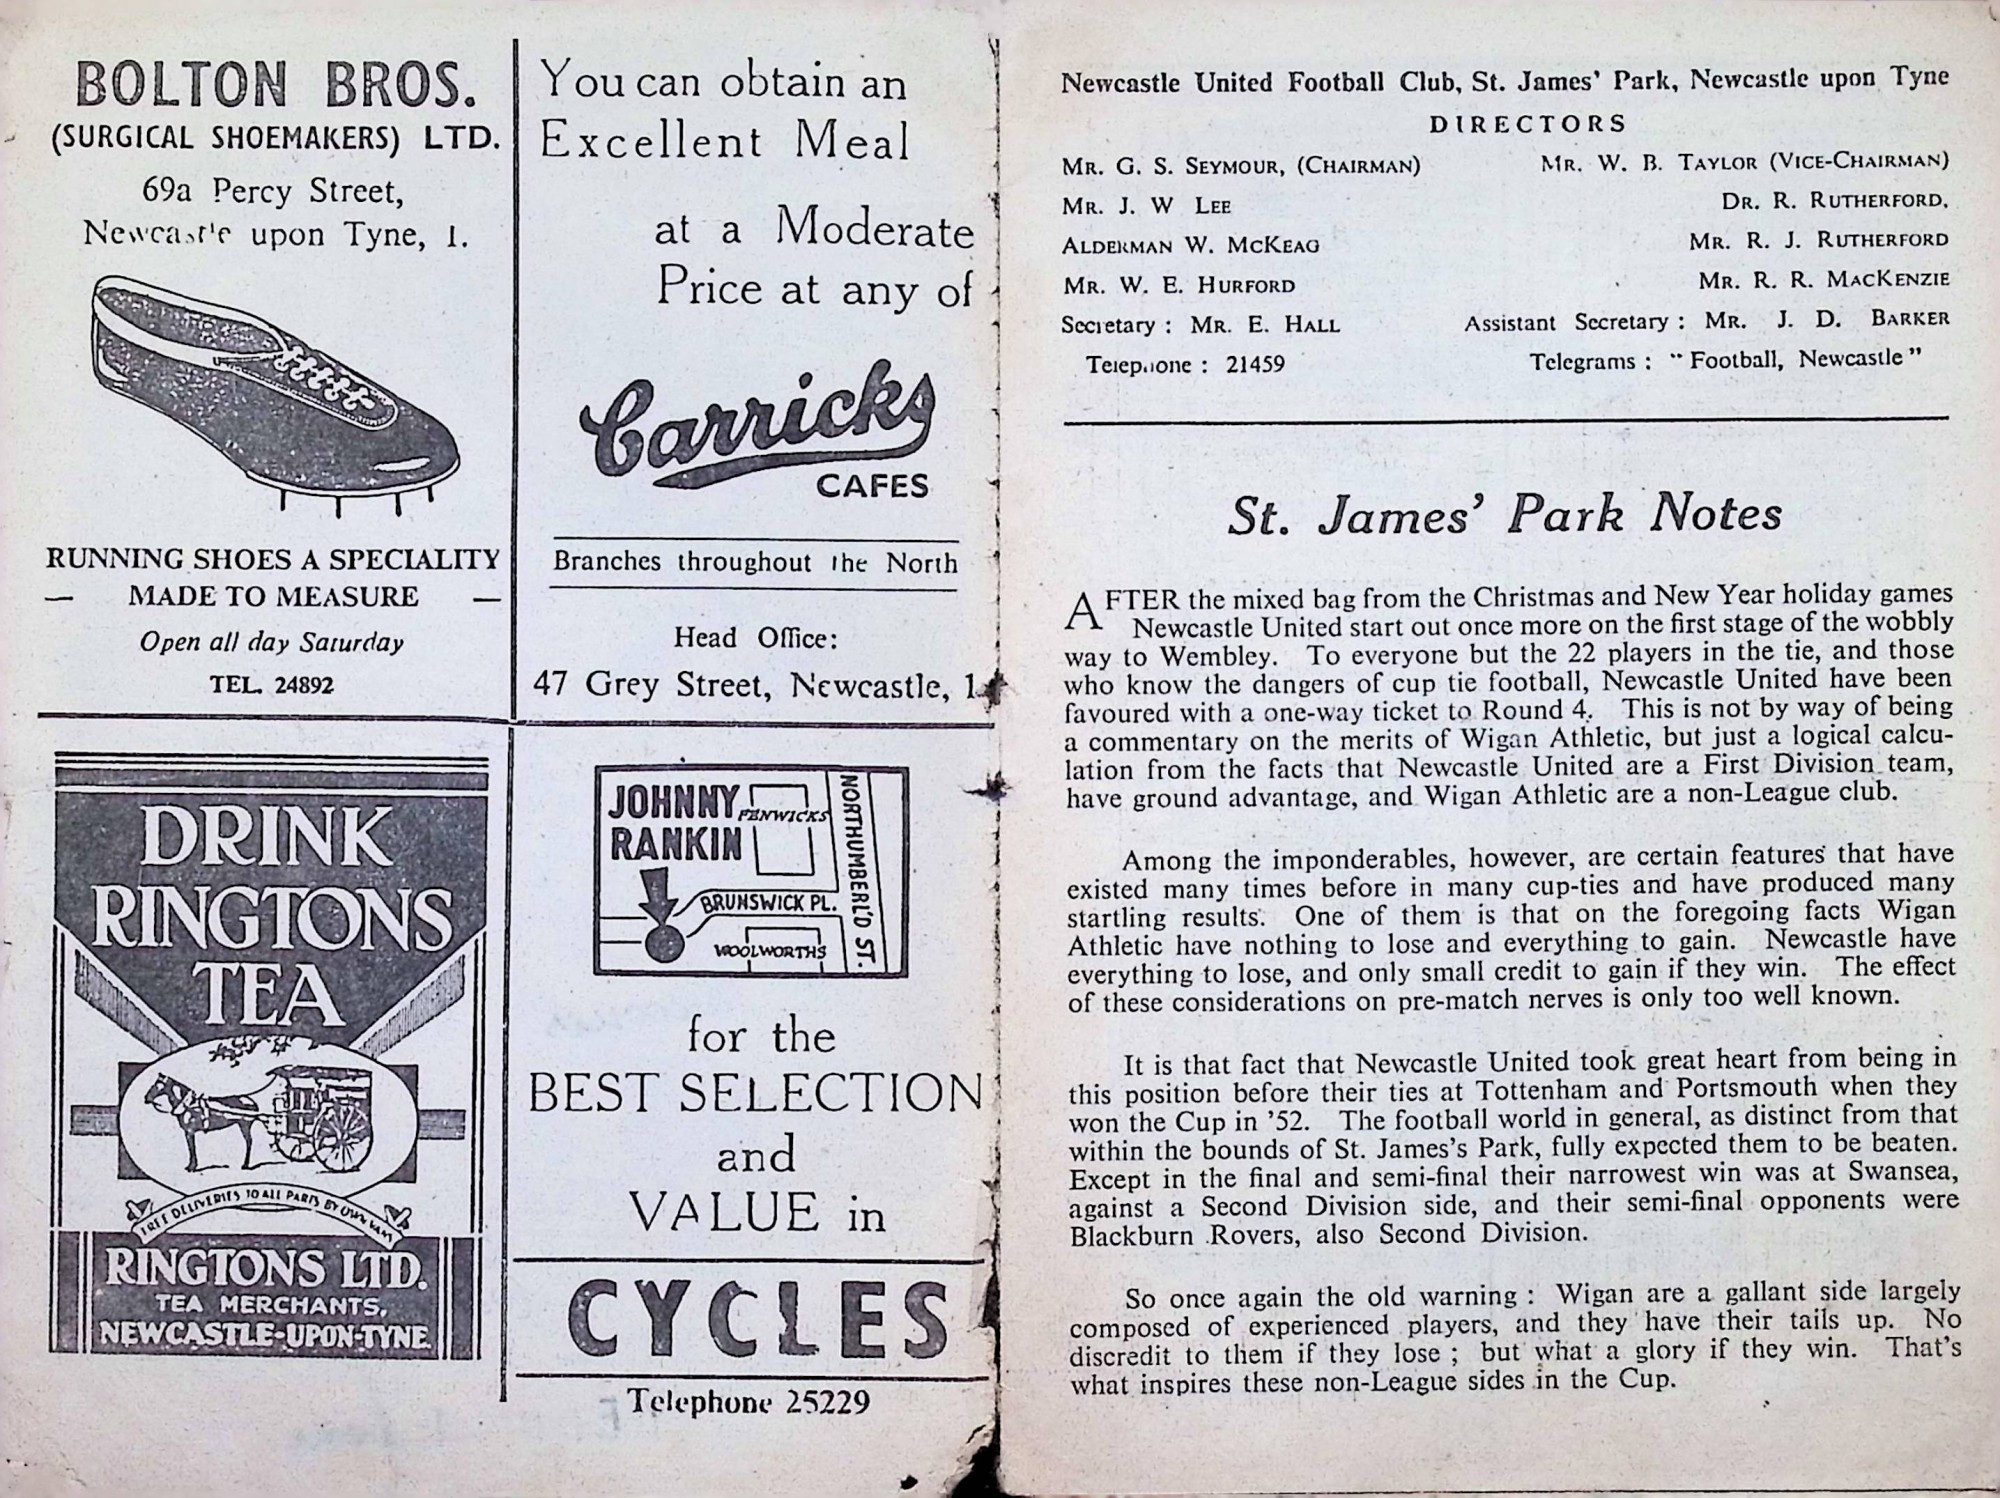 BOLTON BROS.
(SURGICAL SHOEMAKERS) LTD.
69a Percy Street,
Newcastle upon Tyne, 1.
RUNNING SHOES A SPECIALITY
— MADE TO MEASURE —
Open all day Saturday
TEL. 24892
You can obtain an
Excellent Meal
at a Moderate
Price at any of
Carricks
CAFES
Branches throughout the North
Head Office:
47 Grey Street, Newcastle, 1
DRINK
RINGTONS
TEA
FREE DELIVERIES TO ALL PARTS BY OWN VANS
RINGTONS LTD.
TEA MERCHANTS,
NEWCASTLE-UPON-TYNE
JOHNNY
RANKIN
FENWICKS
NORTHUMBERL'D ST.
BRUNSWICK PL.
WOOLWORTHS
for the
BEST SELECTION
and
VALUE in
CYCLES
Telephone 25229
Newcastle United Football Club, St. James' Park, Newcastle upon Tyne
DIRECTORS
MR. G. S. SEYMOUR, (CHAIRMAN) MR. W. B. TAYLOR (VICE-CHAIRMAN)
MR. J. W LEE DR. R. RUTHERFORD,
ALDERMAN W. MCKEAG MR. R. J. RUTHERFORD
MR. W. E. HURFORD MR. R. R. MACKENZIE
Secretary : MR. E. HALL Assistant Secretary : MR. J. D. BARKER
Telephone : 21459 Telegrams : "Football, Newcastle"
St. James' Park Notes
AFTER the mixed bag from the Christmas and New Year holiday games
Newcastle United start out once more on the first stage of the wobbly
way to Wembley. To everyone but the 22 players in the tie, and those
who know the dangers of cup tie football, Newcastle United have been
favoured with a one-way ticket to Round 4. This is not by way of being
a commentary on the merits of Wigan Athletic, but just a logical calcu-
lation from the facts that Newcastle United are a First Division team,
have ground advantage, and Wigan Athletic are a non-League club.
Among the imponderables, however, are certain features that have
existed many times before in many cup-ties and have produced many
startling results. One of them is that on the foregoing facts Wigan
Athletic have nothing to lose and everything to gain. Newcastle have
everything to lose, and only small credit to gain if they win. The effect
of these considerations on pre-match nerves is only too well known.
It is that fact that Newcastle United took great heart from being in
this position before their ties at Tottenham and Portsmouth when they
won the Cup in '52. The football world in general, as distinct from that
within the bounds of St. James's Park, fully expected them to be beaten.
Except in the final and semi-final their narrowest win was at Swansea,
against a Second Division side, and their semi-final opponents were
Blackburn Rovers, also Second Division.
So once again the old warning : Wigan are a gallant side largely
composed of experienced players, and they have their tails up. No
discredit to them if they lose ; but what a glory if they win. That's
what inspires these non-League sides in the Cup.